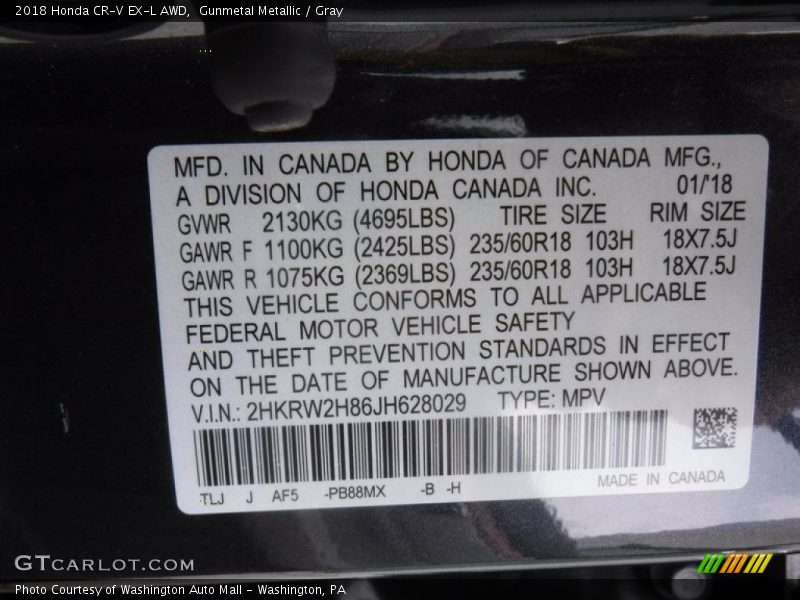 2018 Honda CR-V EX-L AWD,  Gunmetal Metallic / Gray
MFD. IN CANADA BY HONDA OF CANADA MFG.,
A DIVISION OF HONDA CANADA INC. 01/'18
GVWR 2130KG (4695LBS) TIRE SIZE RIM SIZE
GAWR F 1100KG (2425LBS) 235/60R18 103H 18X7.5J
GAWR R 1075KG (2369LBS) 235/60R18 103H 18X7.5J
THIS VEHICLE CONFORMS TO ALL APPLICABLE
FEDERAL MOTOR VEHICLE SAFETY
AND THEFT PREVENTION STANDARDS IN EFFECT
ON THE DATE OF MANUFACTURE SHOWN ABOVE.
V.I.N.: 2HKRW2H86JH628029 TYPE: MPV
TLJ J AF5 -PB88MX -B -H MADE IN CANADA
GTCARLOT.COM
Photo Courtesy of Washington Auto Mall - Washington, PA